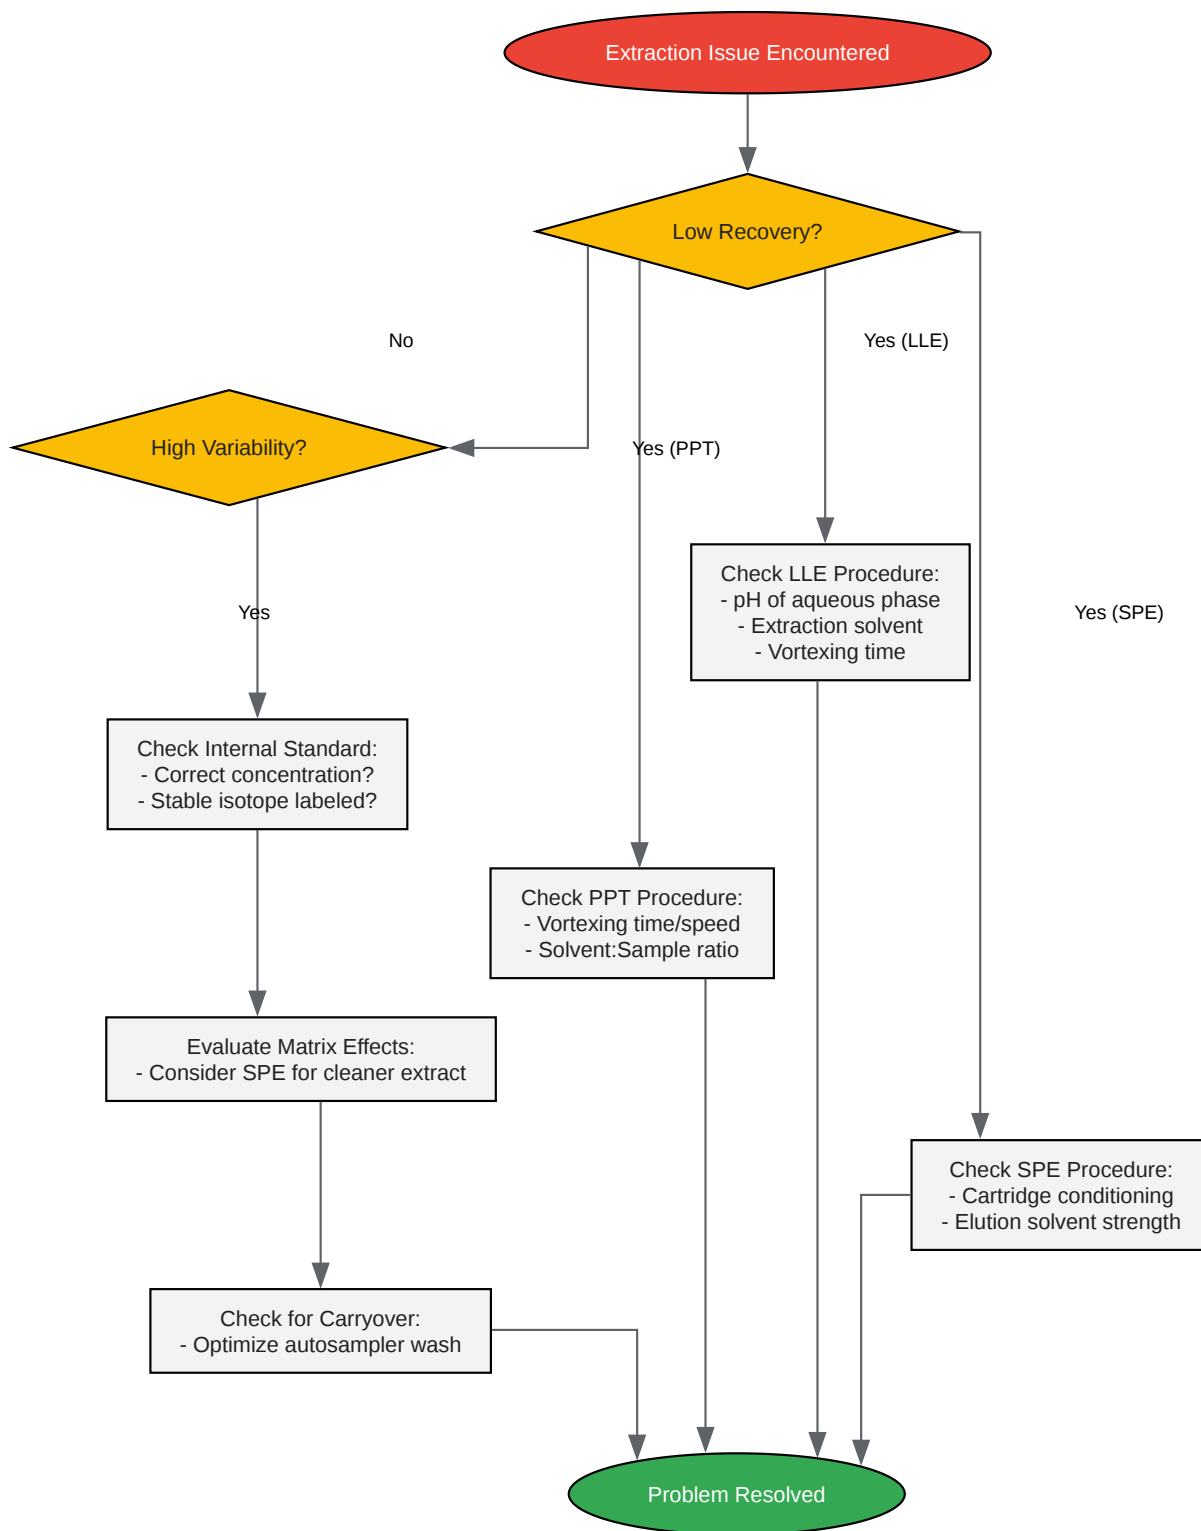 Extraction Issue Encountered
Low Recovery?
No
Yes (LLE)
High Variability?
Yes (PPT)
Check LLE Procedure:
- pH of aqueous phase
- Extraction solvent
- Vortexing time
Yes
Yes (SPE)
Check Internal Standard:
- Correct concentration?
- Stable isotope labeled?
Check PPT Procedure:
- Vortexing time/speed
- Solvent:Sample ratio
Evaluate Matrix Effects:
- Consider SPE for cleaner extract
Check SPE Procedure:
- Cartridge conditioning
- Elution solvent strength
Check for Carryover:
- Optimize autosampler wash
Problem Resolved